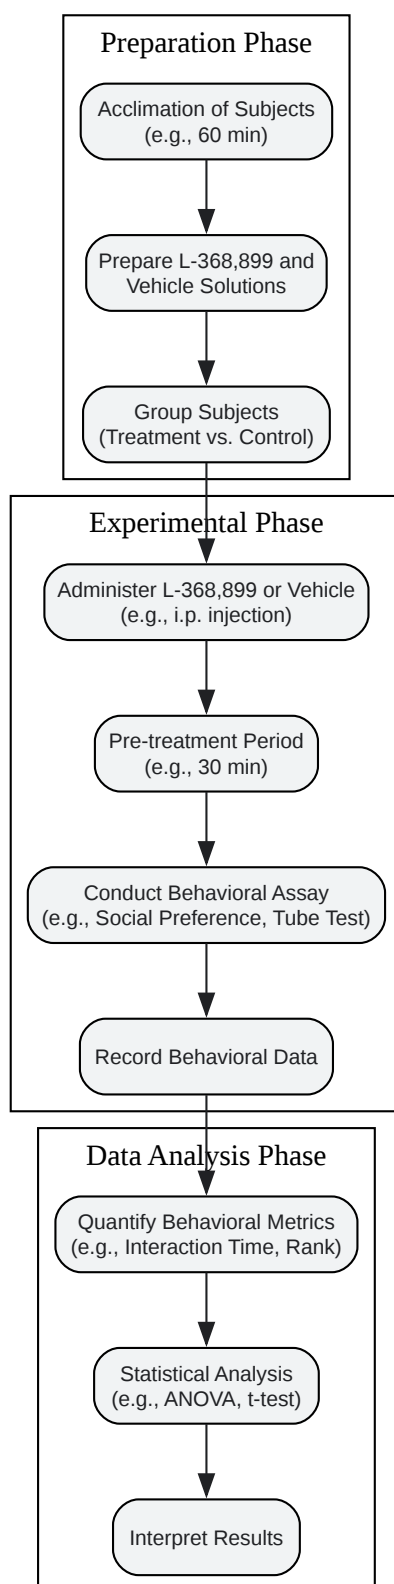 Preparation Phase
Acclimation of Subjects
(e.g., 60 min)
Prepare L-368,899 and
Vehicle Solutions
Group Subjects
(Treatment vs. Control)
Experimental Phase
Administer L-368,899 or Vehicle
(e.g., i.p. injection)
Pre-treatment Period
(e.g., 30 min)
Conduct Behavioral Assay
(e.g., Social Preference, Tube Test)
Record Behavioral Data
Data Analysis Phase
Quantify Behavioral Metrics
(e.g., Interaction Time, Rank)
Statistical Analysis
(e.g., ANOVA, t-test)
Interpret Results